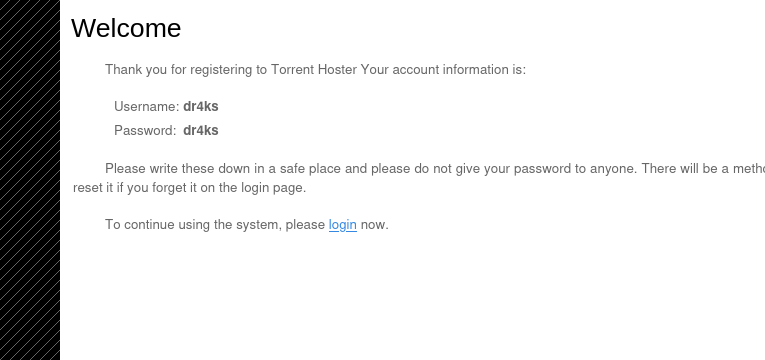 Welcome
Thank you for registering to Torrent Hoster Your account information is:
Username: dr4ks
Password: dr4ks
Please write these down in a safe place and please do not give your password to anyone. There will be a
reset it if you forget it on the login page.
To continue using the system, please login now.